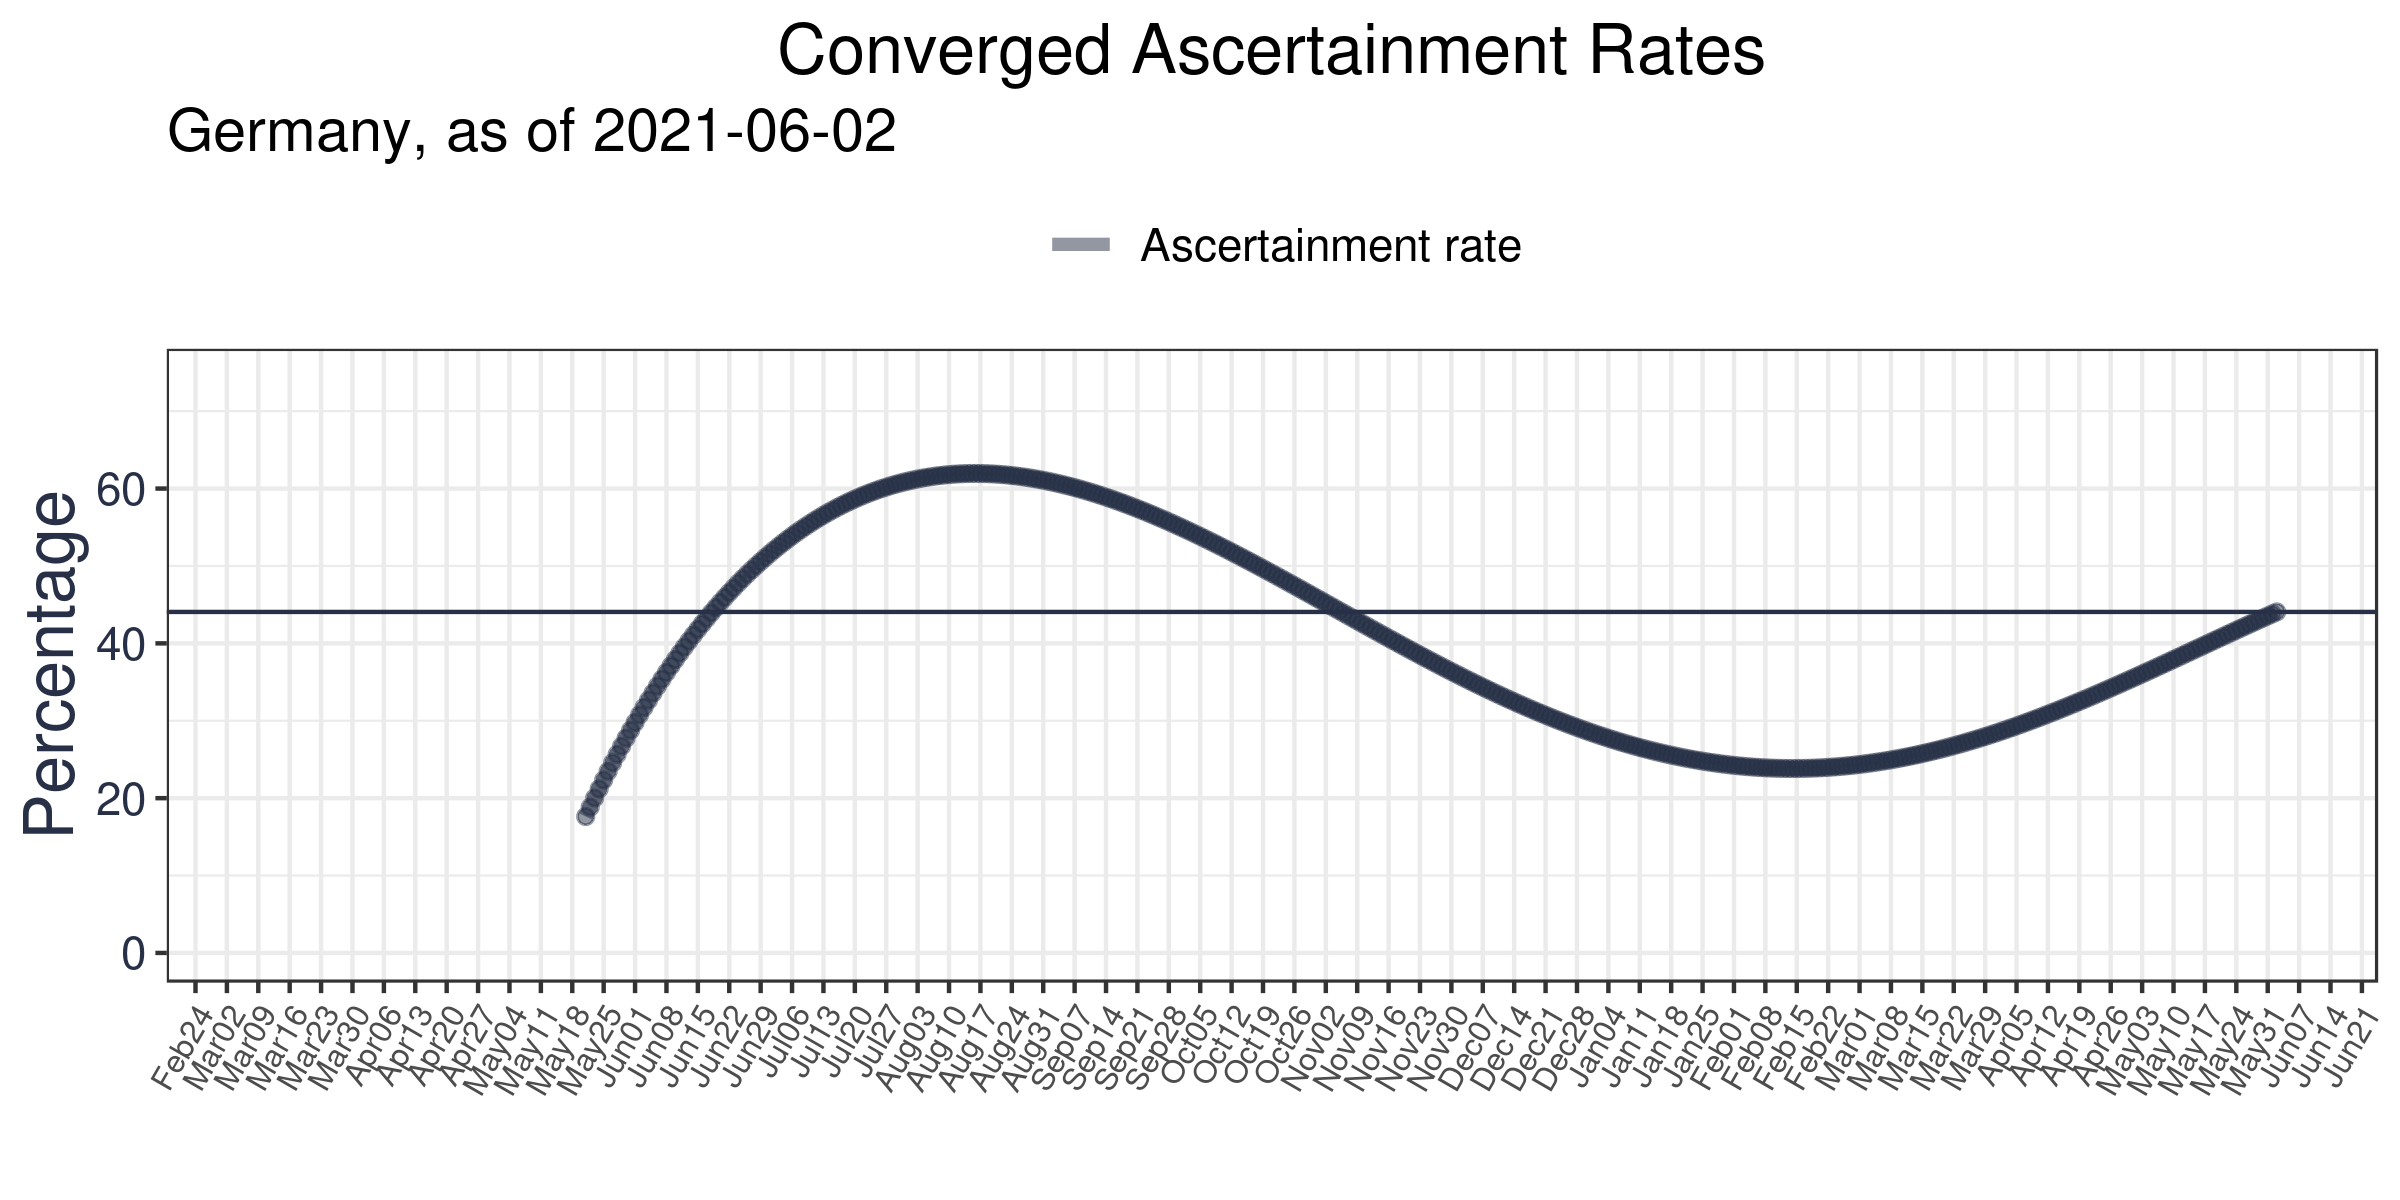 Converged Ascertainment Rates
Germany, as of 2021-06-02
Ascertainment rate
Percentage
60
40
20
0
Feb24 Mar02 Mar09 Mar16 Mar23 Mar30 Apr06 Apr13 Apr20 Apr27 May04 May11 May18 May25 Jun01 Jun08 Jun15 Jun22 Jun29 Jul06 Jul13 Jul20 Jul27 Aug03 Aug10 Aug17 Aug24 Aug31 Sep07 Sep14 Sep21 Sep28 Oct05 Oct12 Oct19 Oct26 Nov02 Nov09 Nov16 Nov23 Nov30 Dec07 Dec14 Dec21 Dec28 Jan04 Jan11 Jan18 Jan25 Feb01 Feb08 Feb15 Feb22 Mar01 Mar08 Mar15 Mar22 Mar29 Apr05 Apr12 Apr19 Apr26 May03 May10 May17 May24 May31 Jun07 Jun14 Jun21